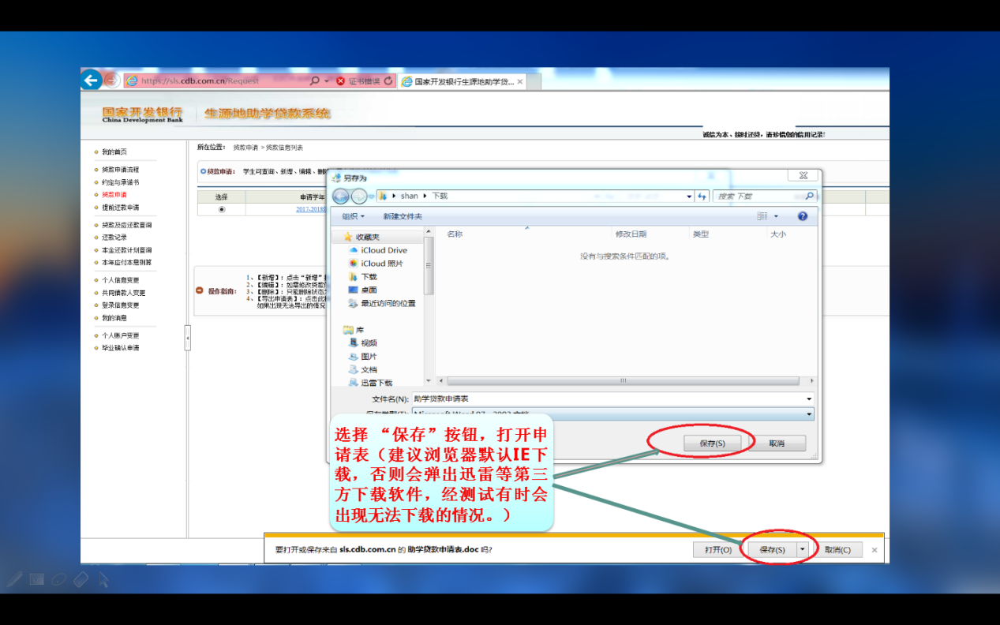 https://sls.cdb.com.cn/Request
证书错误
国家开发银行生源地助学贷...
国家开发银行
China Development Bank
生源地助学贷款系统
诚信为本、按时还贷,请珍惜您的信用记录!
我的首页
贷款申请流程
约定与承诺书
贷款申请
提前还款申请
贷款及应还款查询
还款记录
本金还款计划查询
本年应付本息测算
个人信息变更
共同借款人变更
登录信息变更
我的消息
个人账户变更
毕业确认申请
所在位置: 贷款申请 > 贷款信息列表
贷款申请: 学生可查询、新增、编辑、删除
选择
申请学年
2017-2018
操作指南:
1、【新增】:点击“新增”
2、【编辑】:如需修改贷款
3、【删除】:只能删除状态
4、【导出申请表】:点击此
如果出现无法导出的情况
另存为
shan
下载
搜索 下载
组织
新建文件夹
收藏夹
iCloud Drive
iCloud 照片
下载
桌面
最近访问的位置
库
视频
图片
文档
迅雷下载
名称
修改日期
类型
大小
没有与搜索条件匹配的项。
文件名(N): 助学贷款申请表
保存类型(T): Microsoft Word 97 - 2003 文档
保存(S)
取消
选择 “保存”按钮,打开申
请表(建议浏览器默认IE下
载,否则会弹出迅雷等第三
方下载软件,经测试有时会
出现无法下载的情况。)
要打开或保存来自 sls.cdb.com.cn 的 助学贷款申请表.doc 吗?
打开(O)
保存(S)
取消(C)